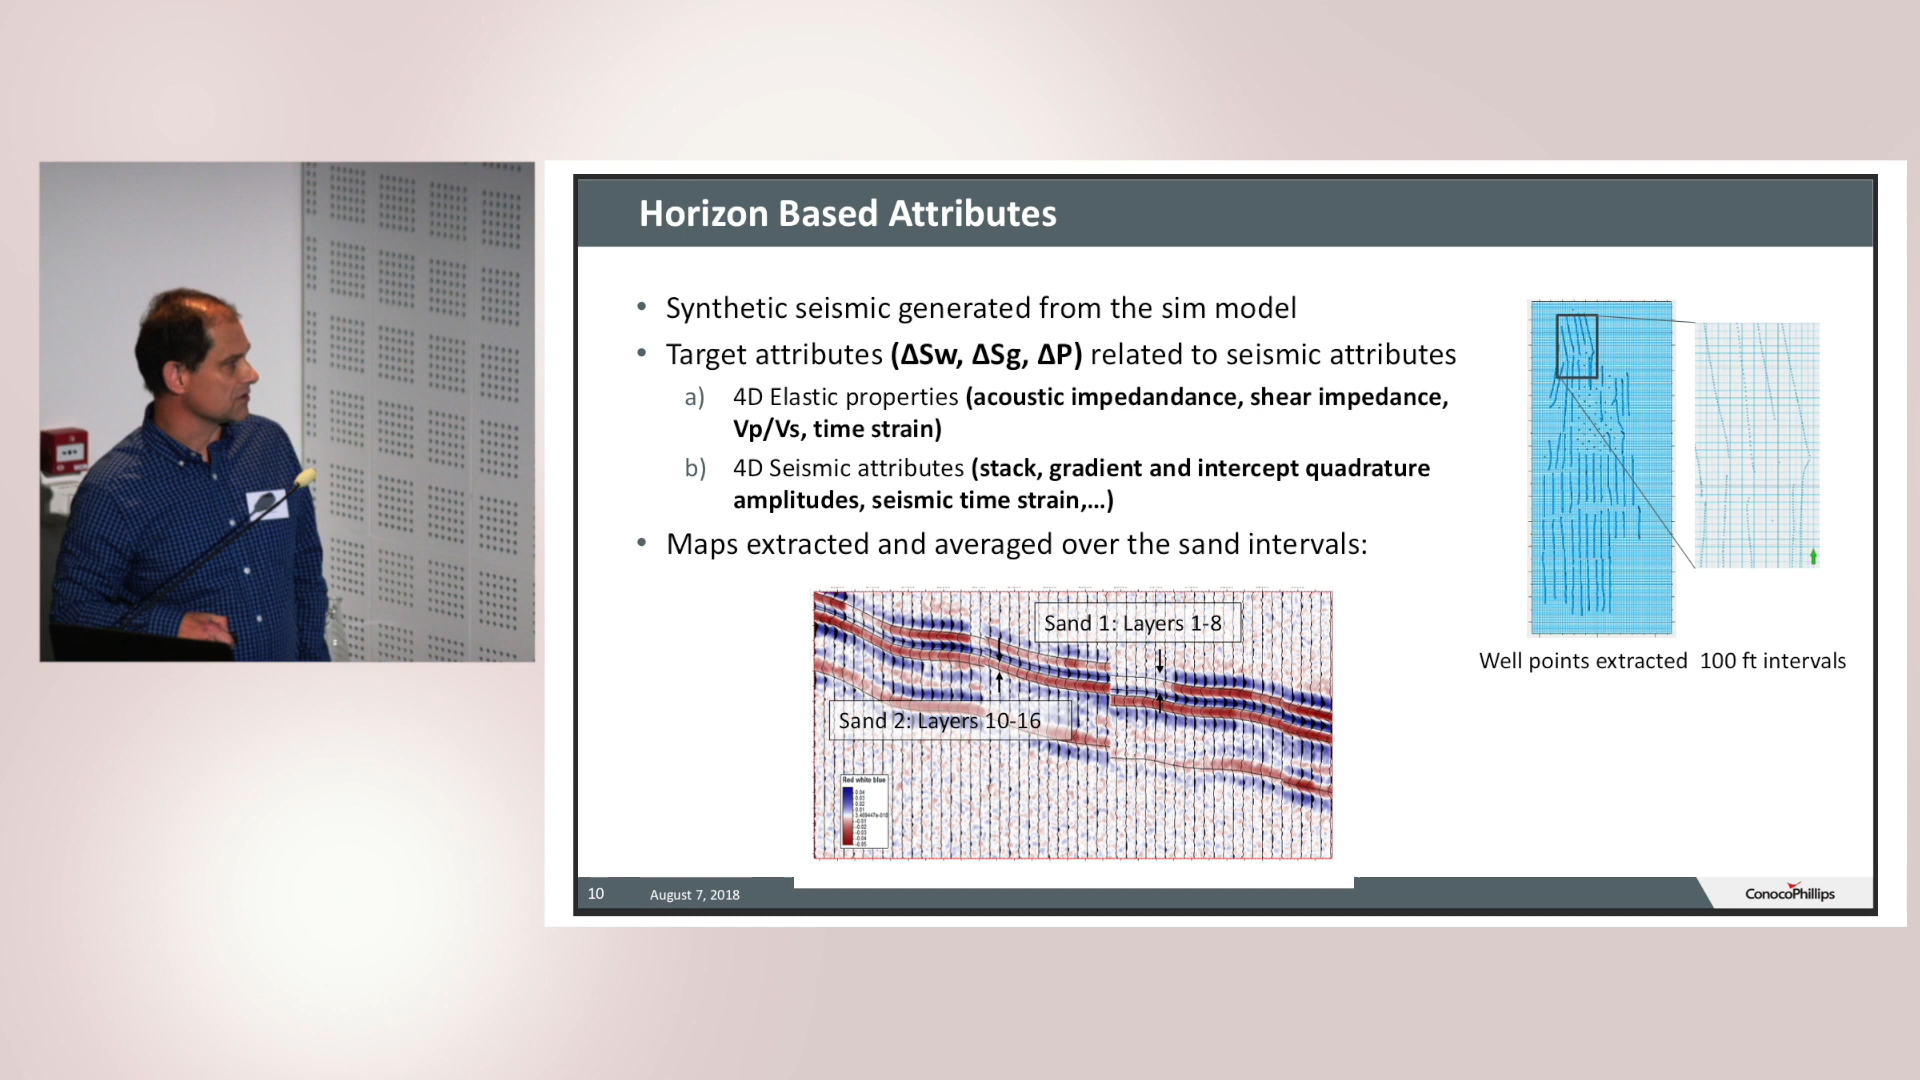 Horizon Based Attributes
• Synthetic seismic generated from the sim model
• Target attributes (ΔSw, ΔSg, ΔP) related to seismic attributes
a) 4D Elastic properties (acoustic impedandance, shear impedance,
Vp/Vs, time strain)
b) 4D Seismic attributes (stack, gradient and intercept quadrature
amplitudes, seismic time strain,...)
• Maps extracted and averaged over the sand intervals:
Sand 1: Layers 1-8
Sand 2: Layers 10-16
Red white blue
Well points extracted 100 ft intervals
10
August 7, 2018
ConocoPhillips